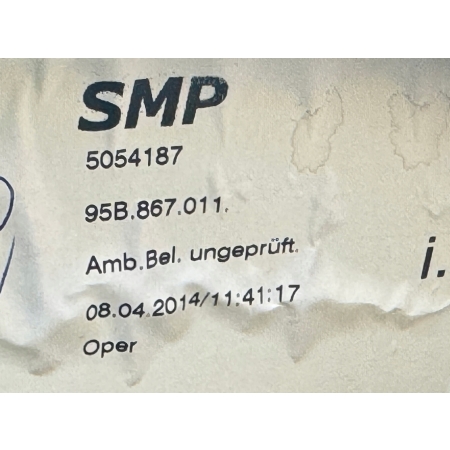 SMP
5054187
95B.867.011.
Amb.Bel. ungeprüft.
i.
08.04.2014/11:41:17
Oper